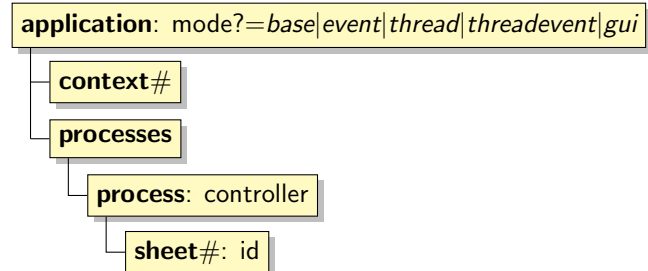 application: mode?=base|event|thread|threadevent|gui
context#
processes
process: controller
sheet#: id